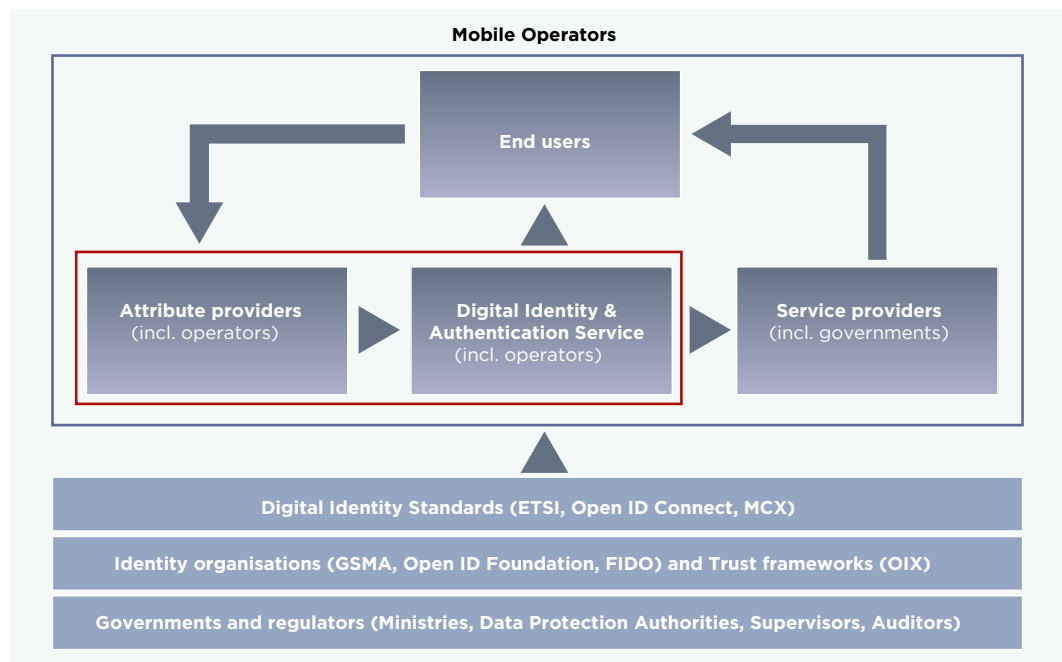 Mobile Operators
End users
Attribute providers
(incl. operators)
Digital Identity &
Authentication Service
(incl. operators)
Service providers
(incl. governments)
Digital Identity Standards (ETSI, Open ID Connect, MCX)
Identity organisations (GSMA, Open ID Foundation, FIDO) and Trust frameworks (OIX)
Governments and regulators (Ministries, Data Protection Authorities, Supervisors, Auditors)